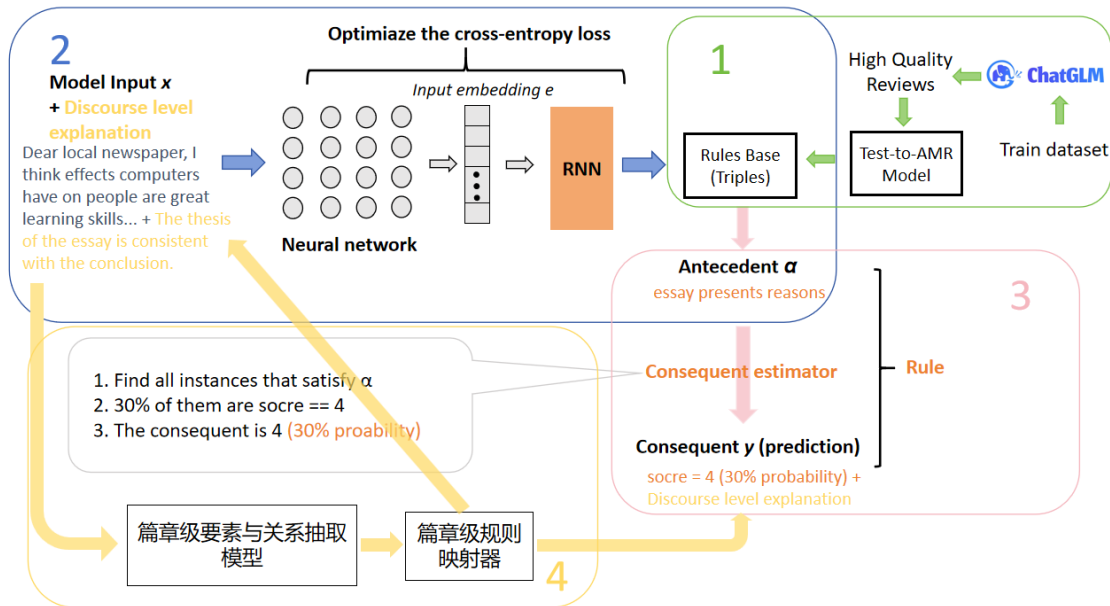 2
Optimiaze the cross-entropy loss
1
Model Input x
+ Discourse level
explanation
Dear local newspaper, I
think effects computers
have on people are great
learning skills... + The thesis
of the essay is consistent
with the conclusion.
Input embedding e
RNN
Neural network
High Quality
Reviews
ChatGLM
Train dataset
Test-to-AMR
Model
Rules Base
(Triples)
Antecedent α
essay presents reasons
3
Consequent estimator
Rule
Consequent y (prediction)
socre = 4 (30% probability) +
Discourse level explanation
1. Find all instances that satisfy α
2. 30% of them are socre == 4
3. The consequent is 4 (30% proability)
篇章级要素与关系抽取
模型
篇章级规则
映射器
4